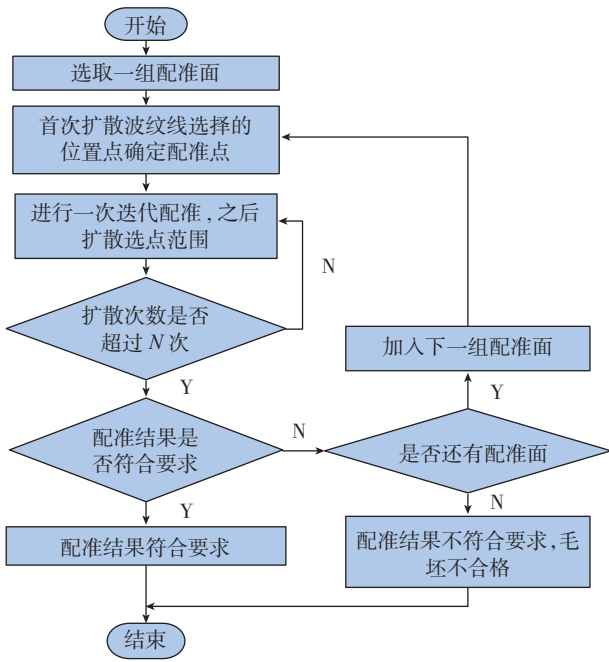 开始
选取一组配准面
首次扩散波纹线选择的
位置点确定配准点
进行一次迭代配准,之后
扩散选点范围
N
扩散次数是否
超过 N 次
Y
加入下一组配准面
Y
配准结果是
否符合要求
N
是否还有配准面
Y
N
配准结果符合要求
配准结果不符合要求,毛
坯不合格
结束